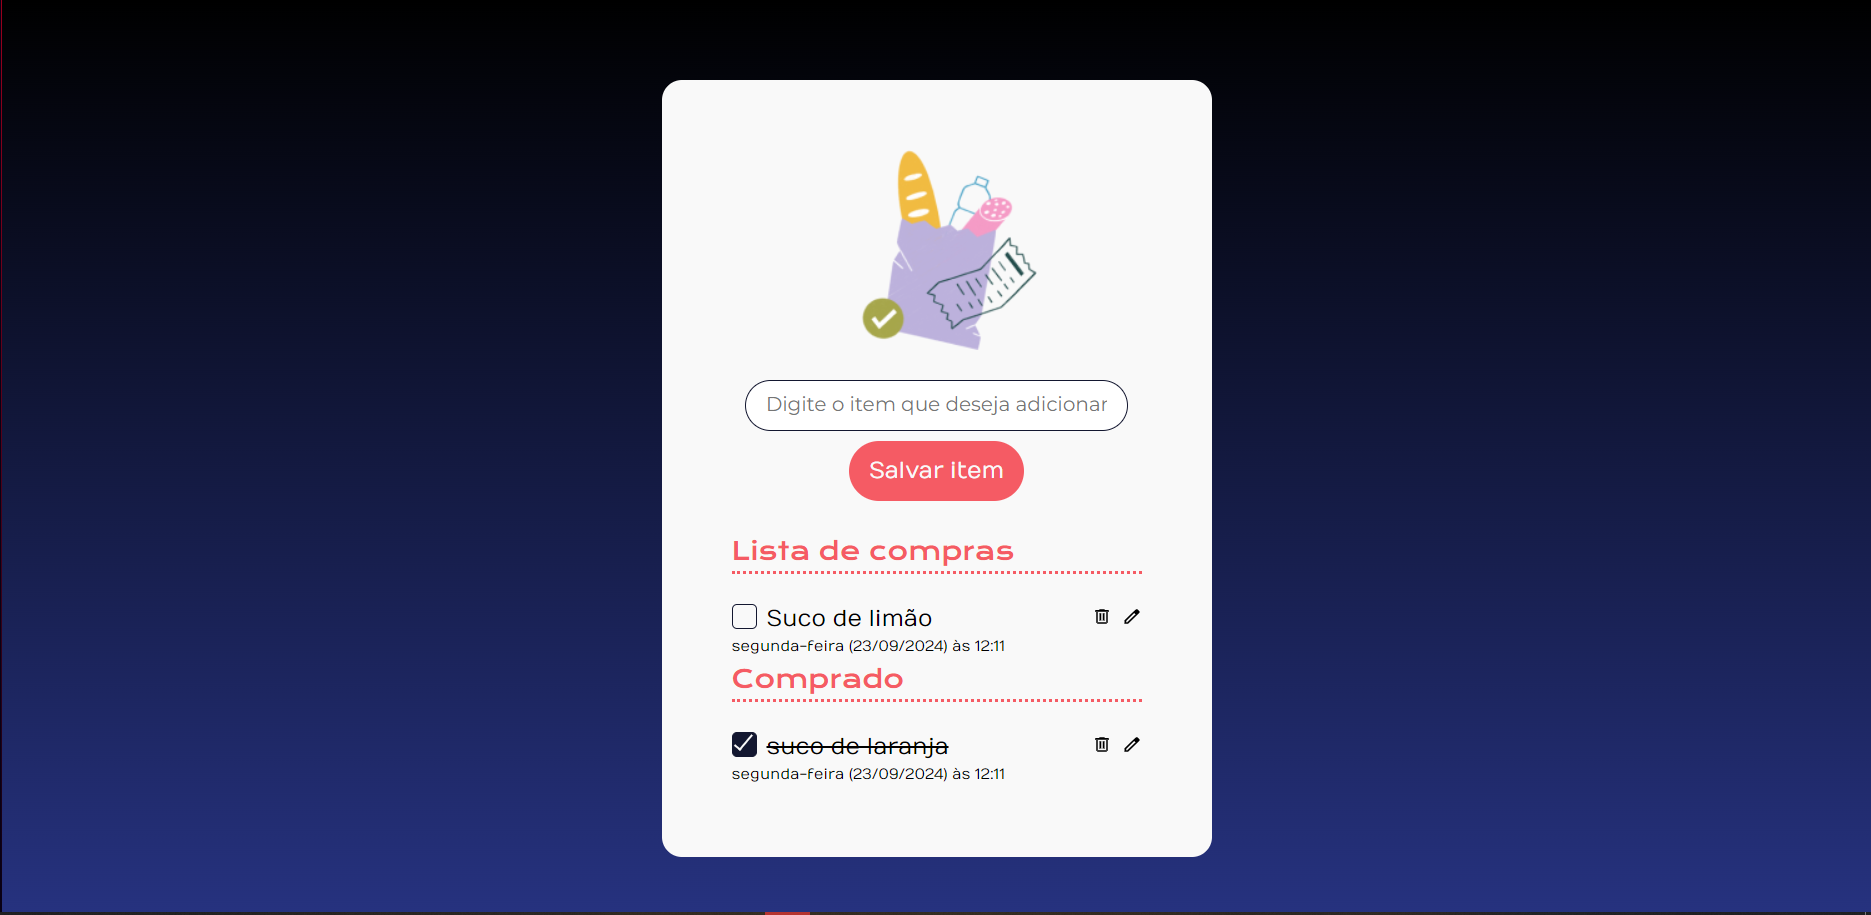 Digite o item que deseja adicionar
Salvar item
Lista de compras
Suco de limão
segunda-feira (23/09/2024) às 12:11
Comprado
suco de laranja
segunda-feira (23/09/2024) às 12:11